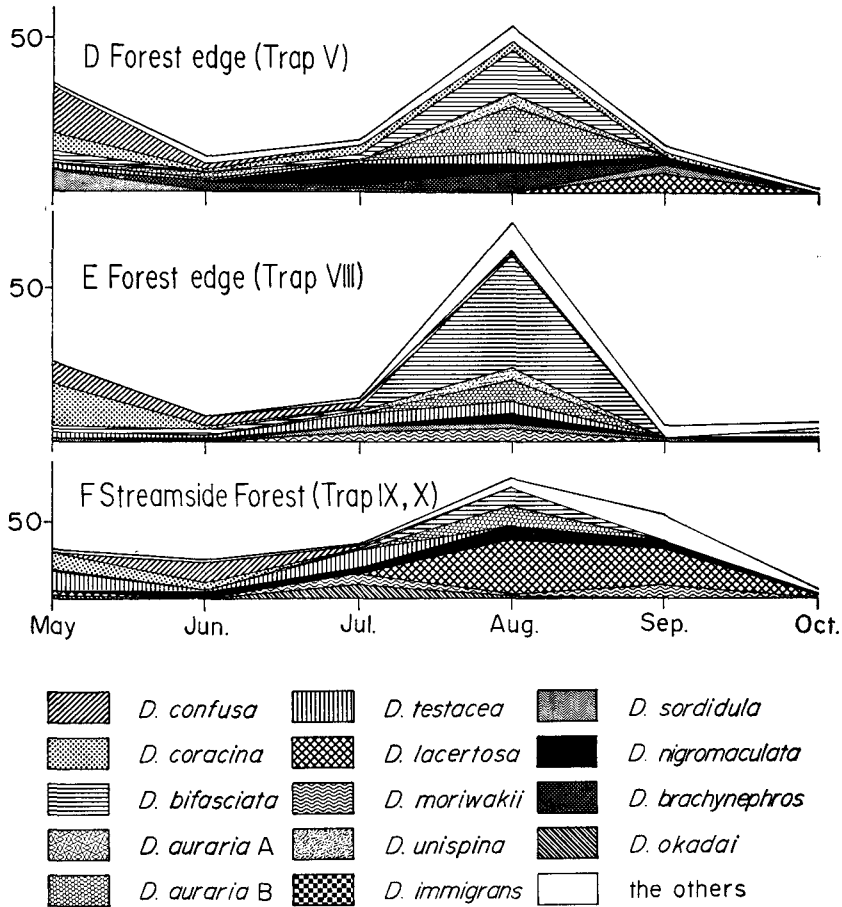 50
D Forest edge (Trap V)
50
E Forest edge (Trap VIII)
50
F Streamside Forest (Trap IX, X)
May Jun. Jul. Aug. Sep. Oct.
D. confusa D. testacea D. sordidula
D. coracina D. lacertosa D. nigromaculata
D. bifasciata D. moriwakii D. brachynephros
D. auraria A D. unispina D. okadai
D. auraria B D. immigrans the others